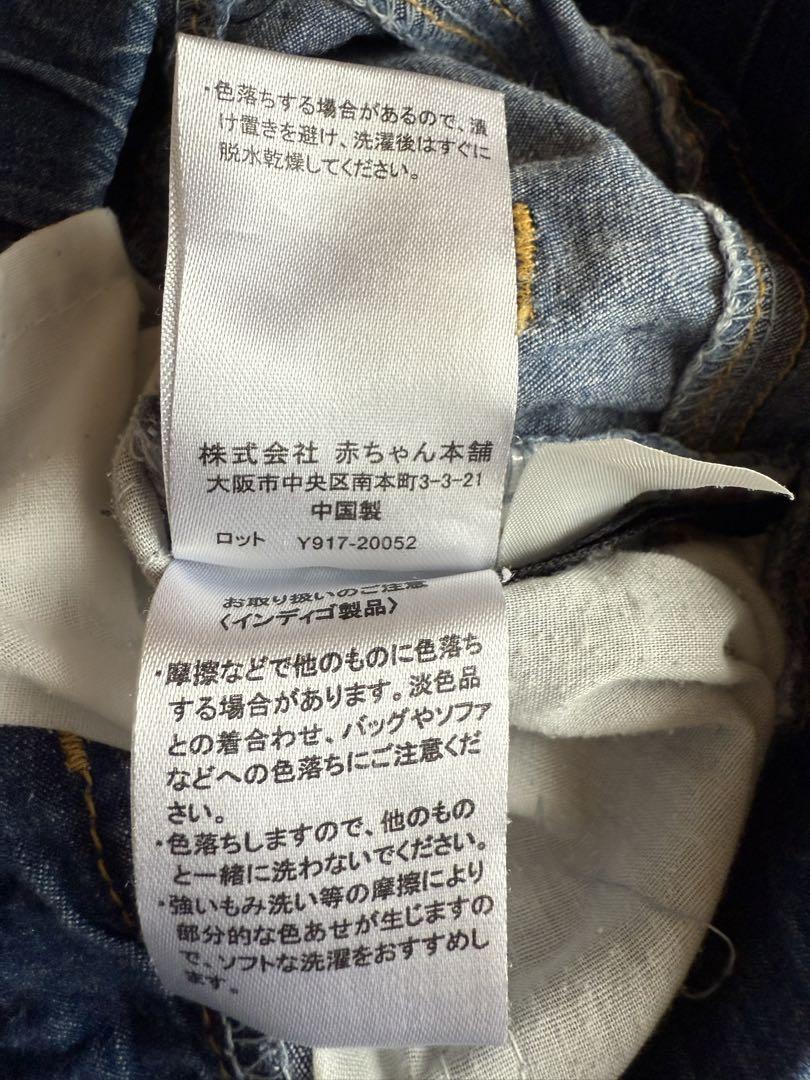 ・色落ちする場合があるので、漬
け置きを避け、洗濯後はすぐに
脱水乾燥してください。
株式会社 赤ちゃん本舗
大阪市中央区南本町3-3-21
中国製
ロット Y917-20052
お取り扱いのご注意
〈インディゴ製品〉
・摩擦などで他のものに色落ち
する場合があります。淡色品
との着合わせ、バッグやソファ
などへの色落ちにご注意くだ
さい。
・色落ちしますので、他のもの
と一緒に洗わないでください。
・強いもみ洗い等の摩擦により
部分的な色あせが生じますの
で、ソフトな洗濯をおすすめし
ます。